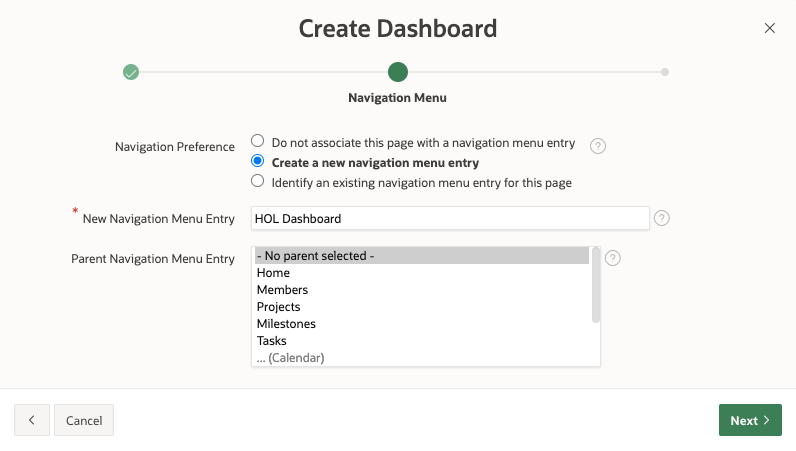 Create Dashboard
Navigation Menu
Navigation Preference
Do not associate this page with a navigation menu entry
?
Create a new navigation menu entry
Identify an existing navigation menu entry for this page
* New Navigation Menu Entry
HOL Dashboard
?
Parent Navigation Menu Entry
- No parent selected -
?
Home
Members
Projects
Milestones
Tasks
... (Calendar)
Cancel
Next